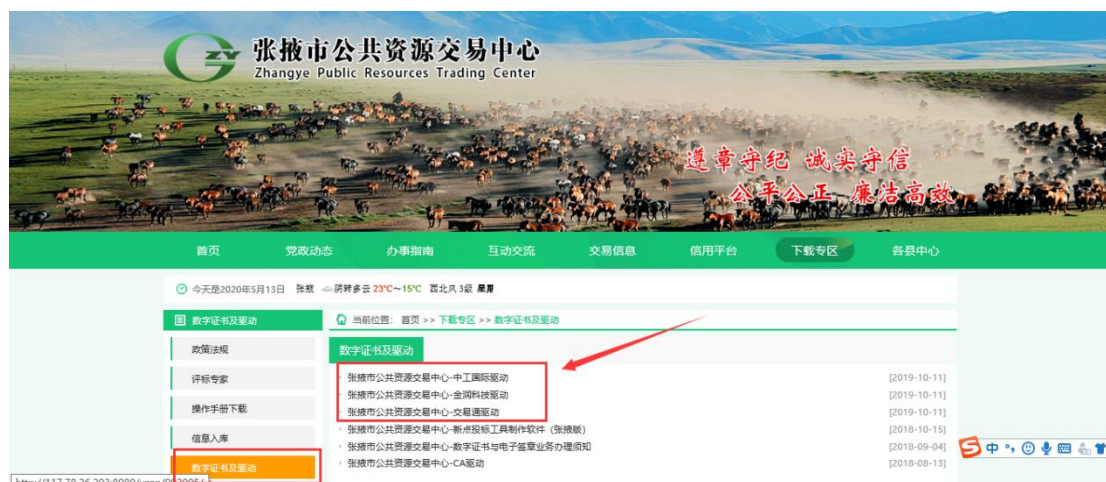 张掖市公共资源交易中心
Zhangye Public Resources Trading Center
遵章守纪 诚实守信
公平公正 廉洁高效
首页 党政动态 办事指南 互动交流 交易信息 信用平台 下载专区 各县中心
今天是2020年5月13日 张掖 阴转多云 23℃~15℃ 西北风 3级
数字证书及驱动
当前位置: 首页 >> 下载专区 >> 数字证书及驱动
政策法规
评标专家
操作手册下载
信息入库
数字证书及驱动
数字证书及驱动
张掖市公共资源交易中心-中工国际驱动 [2019-10-11]
张掖市公共资源交易中心-金润科技驱动 [2019-10-11]
张掖市公共资源交易中心-交易通驱动 [2019-10-11]
张掖市公共资源交易中心-新点投标工具制作软件（张掖版） [2018-10-15]
张掖市公共资源交易中心-数字证书与电子签章业务办理须知 [2018-09-04]
张掖市公共资源交易中心-CA驱动 [2018-08-13]
中